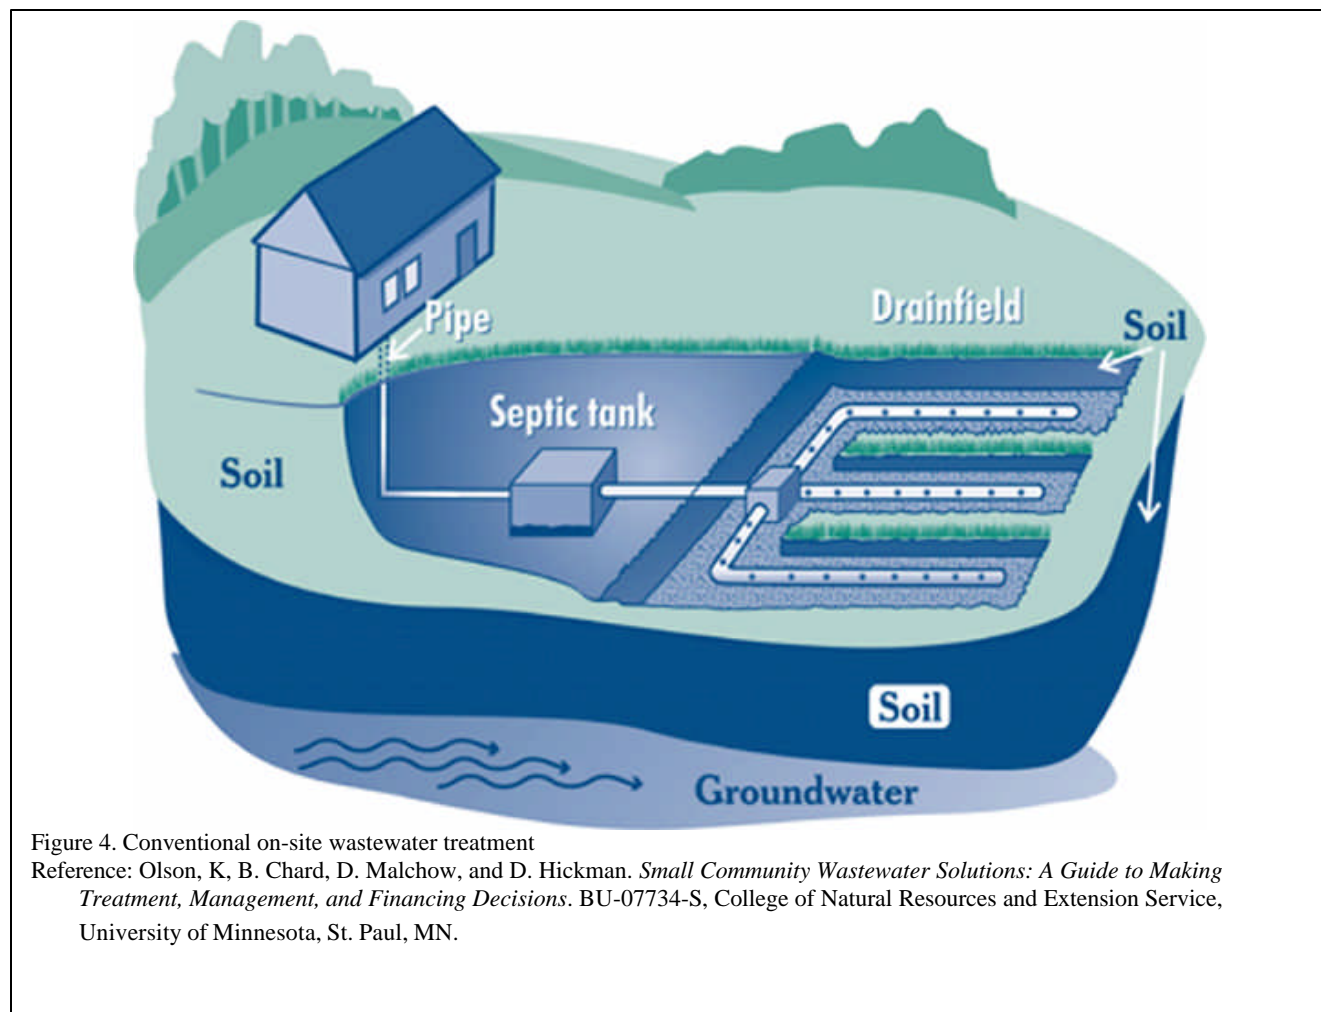 Pipe
Drainfield
Soil
Septic tank
Soil
Soil
Groundwater
Figure 4. Conventional on-site wastewater treatment
Reference: Olson, K, B. Chard, D. Malchow, and D. Hickman. Small Community Wastewater Solutions: A Guide to Making
Treatment, Management, and Financing Decisions. BU-07734-S, College of Natural Resources and Extension Service,
University of Minnesota, St. Paul, MN.